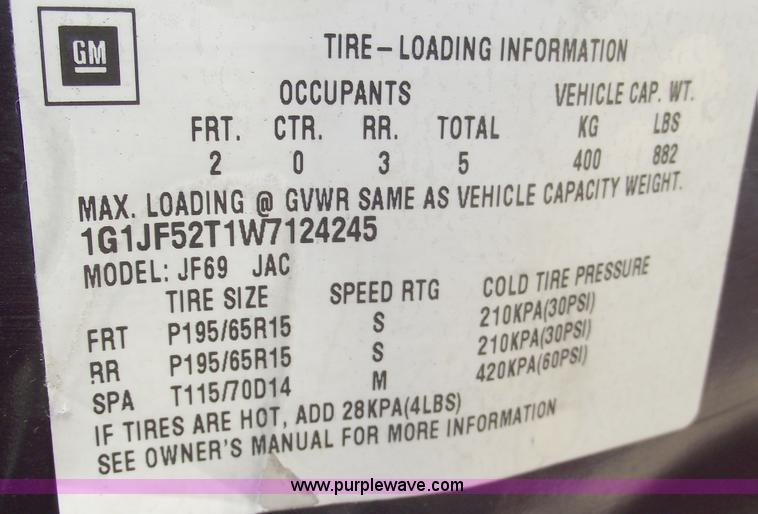 GM
TIRE-LOADING INFORMATION
OCCUPANTS VEHICLE CAP. WT.
FRT. CTR. RR. TOTAL KG LBS
2 0 3 5 400 882
MAX. LOADING @ GVWR SAME AS VEHICLE CAPACITY WEIGHT.
1G1JF52T1W7124245
MODEL: JF69 JAC
TIRE SIZE SPEED RTG COLD TIRE PRESSURE
FRT P195/65R15 S 210KPA(30PSI)
RR P195/65R15 S 210KPA(30PSI)
SPA T115/70D14 M 420KPA(60PSI)
IF TIRES ARE HOT, ADD 28KPA(4LBS)
SEE OWNER'S MANUAL FOR MORE INFORMATION
www.purplewave.com